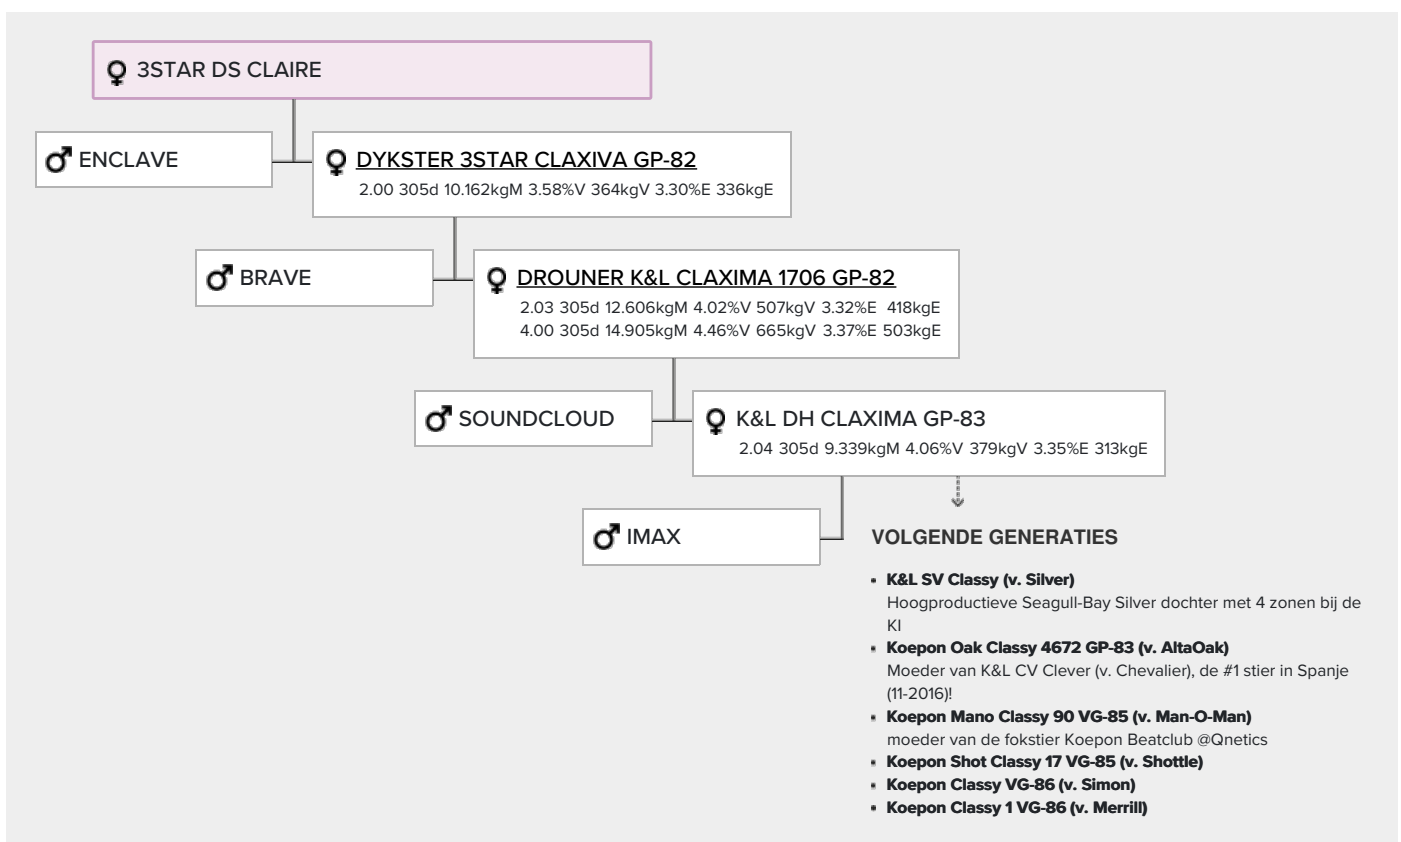 3STAR DS CLAIRE
ENCLAVE
DYKSTER 3STAR CLAXIVA GP-82
2.00 305d 10.162kgM 3.58%V 364kgV 3.30%E 336kgE
BRAVE
DROUNER K&L CLAXIMA 1706 GP-82
2.03 305d 12.606kgM 4.02%V 507kgV 3.32%E 418kgE
4.00 305d 14.905kgM 4.46%V 665kgV 3.37%E 503kgE
SOUNDCLOUD
K&L DH CLAXIMA GP-83
2.04 305d 9.339kgM 4.06%V 379kgV 3.35%E 313kgE
IMAX
VOLGENDE GENERATIES
K&L SV Classy (v. Silver)
Hoogproductieve Seagull-Bay Silver dochter met 4 zonen bij de
KI
Koepon Oak Classy 4672 GP-83 (v. AltaOak)
Moeder van K&L CV Clever (v. Chevalier), de #1 stier in Spanje
(11-2016)!
Koepon Mano Classy 90 VG-85 (v. Man-O-Man)
moeder van de fokstier Koepon Beatclub @Qnetics
Koepon Shot Classy 17 VG-85 (v. Shottle)
Koepon Classy VG-86 (v. Simon)
Koepon Classy 1 VG-86 (v. Merrill)